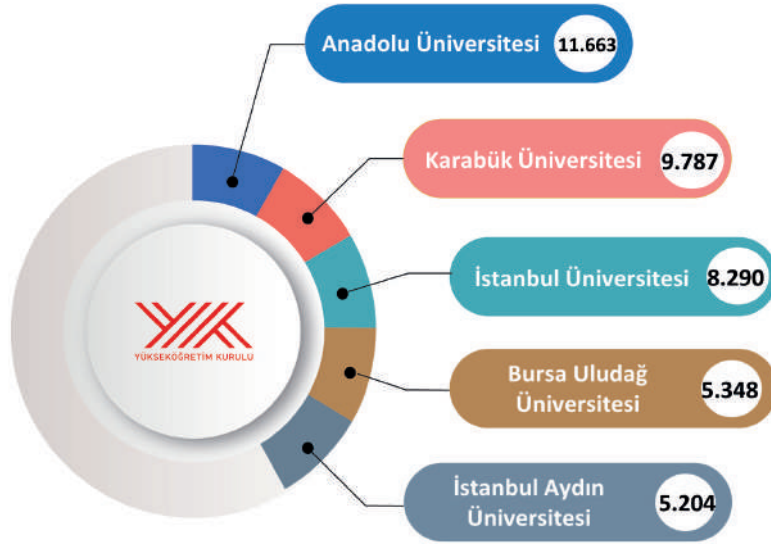 Anadolu Üniversitesi 11.663
Karabük Üniversitesi 9.787
İstanbul Üniversitesi 8.290
YÜKSEKÖĞRETİM KURULU
Bursa Uludağ
Üniversitesi 5.348
İstanbul Aydın
Üniversitesi 5.204